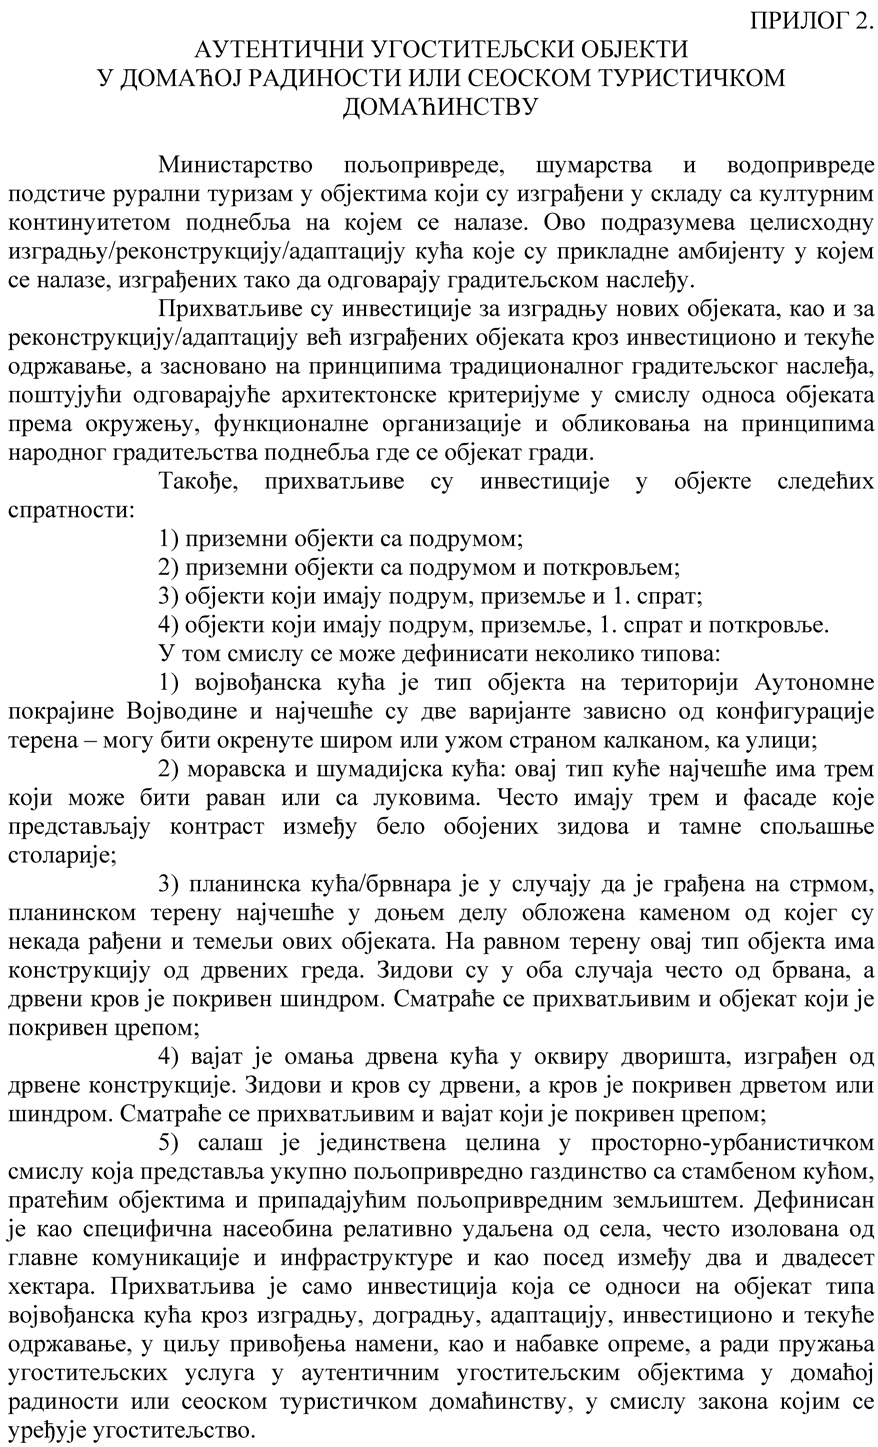 ПРИЛОГ 2.
АУТЕНТИЧНИ УГОСТИТЕЉСКИ ОБЈЕКТИ
У ДОМАЋОЈ РАДИНОСТИ ИЛИ СЕОСКОМ ТУРИСТИЧКОМ
ДОМАЋИНСТВУ
Министарство пољопривреде, шумарства и водопривреде
подстиче рурални туризам у објектима који су изграђени у складу са културним
континуитетом поднебља на којем се налазе. Ово подразумева целисходну
изградњу/реконструкцију/адаптацију кућа које су прикладне амбијенту у којем
се налазе, изграђених тако да одговарају градитељском наслеђу.
Прихватљиве су инвестиције за изградњу нових објеката, као и за
реконструкцију/адаптацију већ изграђених објеката кроз инвестиционо и текуће
одржавање, а засновано на принципима традиционалног градитељског наслеђа,
поштујући одговарајуће архитектонске критеријуме у смислу односа објеката
према окружењу, функционалне организације и обликовања на принципима
народног градитељства поднебља где се објекат гради.
Такође, прихватљиве су инвестиције у објекте следећих
спратности:
1) приземни објекти са подрумом;
2) приземни објекти са подрумом и поткровљем;
3) објекти који имају подрум, приземље и 1. спрат;
4) објекти који имају подрум, приземље, 1. спрат и поткровље.
У том смислу се може дефинисати неколико типова:
1) војвођанска кућа је тип објекта на територији Аутономне
покрајине Војводине и најчешће су две варијанте зависно од конфигурације
терена – могу бити окренуте широм или ужом страном калканом, ка улици;
2) моравска и шумадијска кућа: овај тип куће најчешће има трем
који може бити раван или са луковима. Често имају трем и фасаде које
представљају контраст између бело обојених зидова и тамне спољашње
столарије;
3) планинска кућа/брвнара је у случају да је грађена на стрмом,
планинском терену најчешће у доњем делу обложена каменом од којег су
некада рађени и темељи ових објеката. На равном терену овај тип објекта има
конструкцију од дрвених греда. Зидови су у оба случаја често од брвана, а
дрвени кров је покривен шиндром. Сматраће се прихватљивим и објекат који је
покривен црепом;
4) вајат је омања дрвена кућа у оквиру дворишта, изграђен од
дрвене конструкције. Зидови и кров су дрвени, а кров је покривен дрветом или
шиндром. Сматраће се прихватљивим и вајат који је покривен црепом;
5) салаш је јединствена целина у просторно-урбанистичком
смислу која представља укупно пољопривредно газдинство са стамбеном кућом,
пратећим објектима и припадајућим пољопривредним земљиштем. Дефинисан
је као специфична насеобина релативно удаљена од села, често изолована од
главне комуникације и инфраструктуре и као посед између два и двадесет
хектара. Прихватљива је само инвестиција која се односи на објекат типа
војвођанска кућа кроз изградњу, доградњу, адаптацију, инвестиционо и текуће
одржавање, у циљу привођења намени, као и набавке опреме, а ради пружања
угоститељских услуга у аутентичним угоститељским објектима у домаћој
радиности или сеоском туристичком домаћинству, у смислу закона којим се
уређује угоститељство.